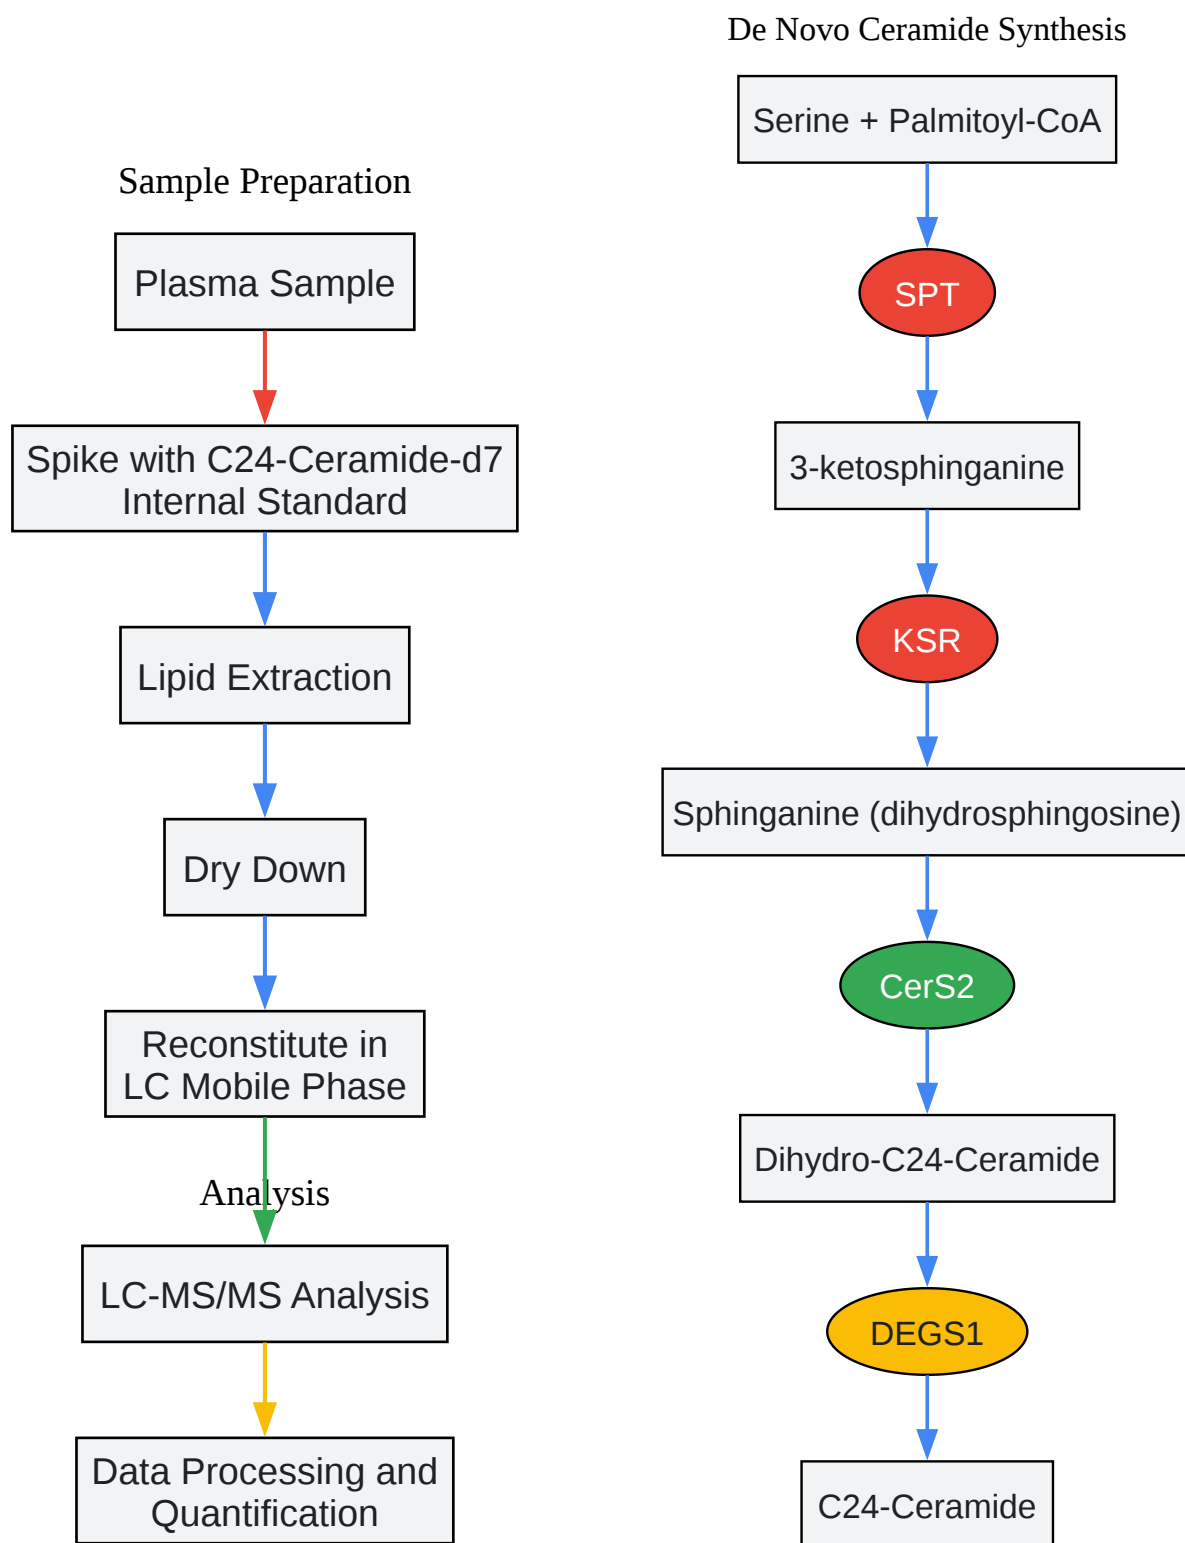 Sample Preparation
Plasma Sample
Spike with C24-Ceramide-d7
Internal Standard
Lipid Extraction
Dry Down
Reconstitute in
LC Mobile Phase
Analysis
LC-MS/MS Analysis
Data Processing and
Quantification
De Novo Ceramide Synthesis
Serine + Palmitoyl-CoA
SPT
3-ketosphinganine
KSR
Sphinganine (dihydrosphingosine)
CerS2
Dihydro-C24-Ceramide
DEGS1
C24-Ceramide